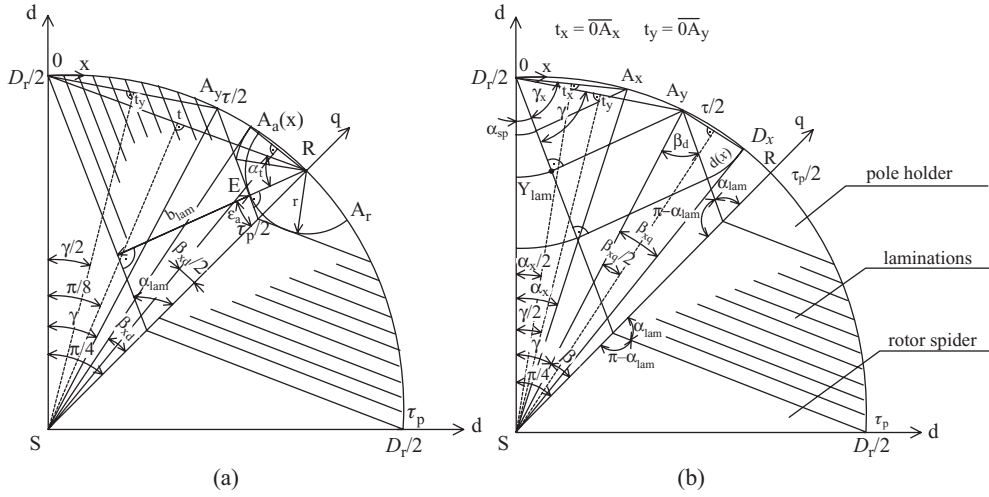 d
0
x
D_r/2
t_y
t
A_y
τ/2
A_a(x)
q
R
α_t
E
r
A_r
b_lam
ε_a
τ_p/2
β_xd/2
γ/2
π/8
α_lam
γ
β_xd
π/4
S
τ_p
D_r/2
d
(a)
d
t_x = 0A_x t_y = 0A_y
0
x
D_r/2
γ_x
t_x
t_y
A_x
A_y
τ/2
γ
α_sp
β_d
D_x
q
d(x)
R
τ_p/2
pole holder
Y_lam
α_lam
π–α_lam
β_xq
β_xq/2
laminations
α_x/2
α_x
γ/2
α_lam
γ
β
π–α_lam
rotor spider
π/4
S
τ_p
D_r/2
d
(b)